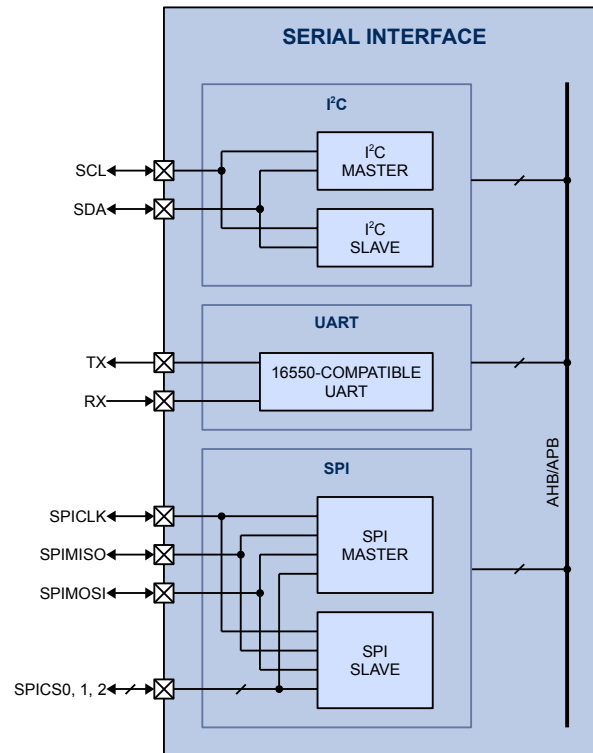 SERIAL INTERFACE
I²C
SCL
SDA
I²C
MASTER
I²C
SLAVE
UART
TX
RX
16550-COMPATIBLE
UART
AHB/APB
SPI
SPICLK
SPIMISO
SPIMOSI
SPICS0, 1, 2
SPI
MASTER
SPI
SLAVE